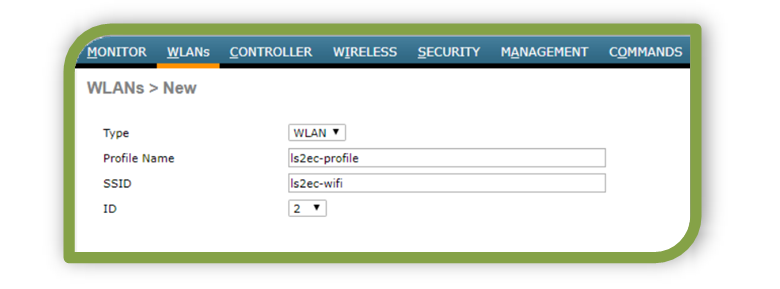 MONITOR WLANs CONTROLLER WIRELESS SECURITY MANAGEMENT COMMANDS
WLANs > New
Type WLAN
Profile Name ls2ec-profile
SSID ls2ec-wifi
ID 2